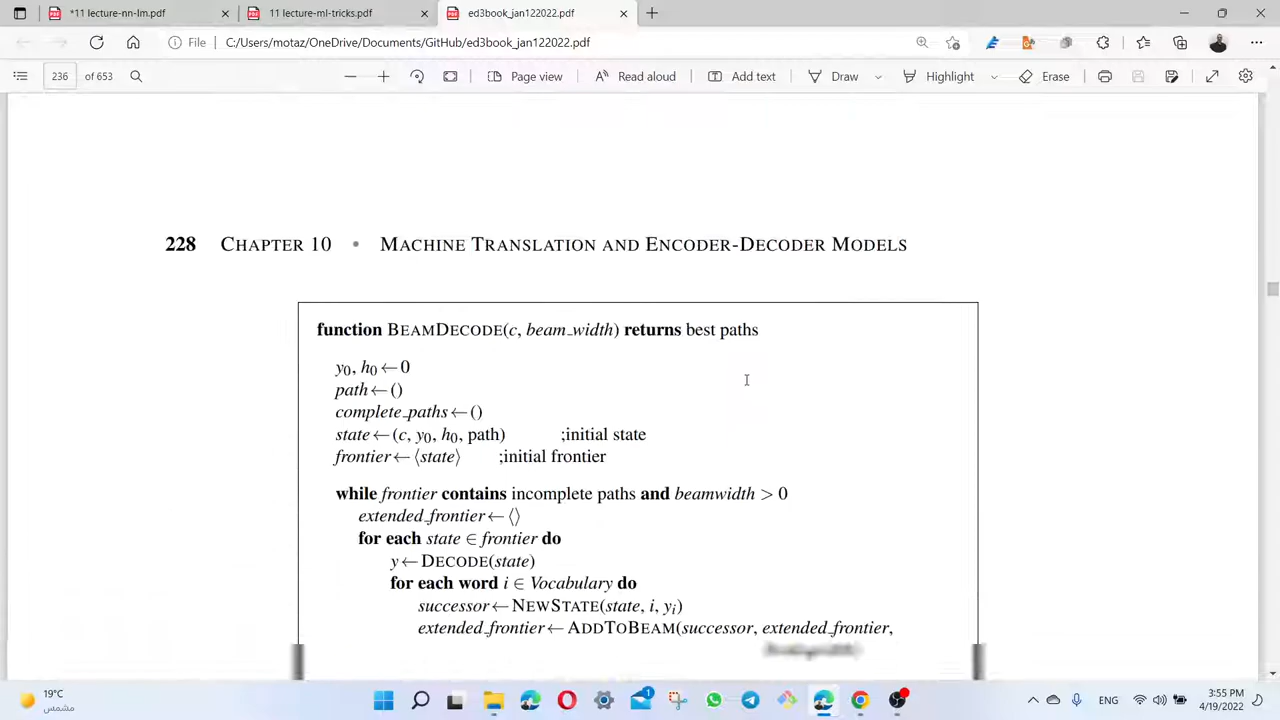 *11 lecture-nn-lm.pdf
11 lecture-ml-tricks.pdf
ed3book_jan122022.pdf
File C:/Users/motaz/OneDrive/Documents/GitHub/ed3book_jan122022.pdf
236 of 653
Page view
Read aloud
Add text
Draw
Highlight
Erase
228 CHAPTER 10 • MACHINE TRANSLATION AND ENCODER-DECODER MODELS
function BEAMDECODE(c, beam_width) returns best paths
y0, h0 ← 0
path ← ()
complete_paths ← ()
state ← (c, y0, h0, path) ;initial state
frontier ← ⟨state⟩ ;initial frontier
while frontier contains incomplete paths and beamwidth > 0
extended_frontier ← ⟨⟩
for each state ∈ frontier do
y ← DECODE(state)
for each word i ∈ Vocabulary do
successor ← NEWSTATE(state, i, yi)
extended_frontier ← ADDTOBEAM(successor, extended_frontier,
19°C
مشمس
1
ENG
3:55 PM
4/19/2022